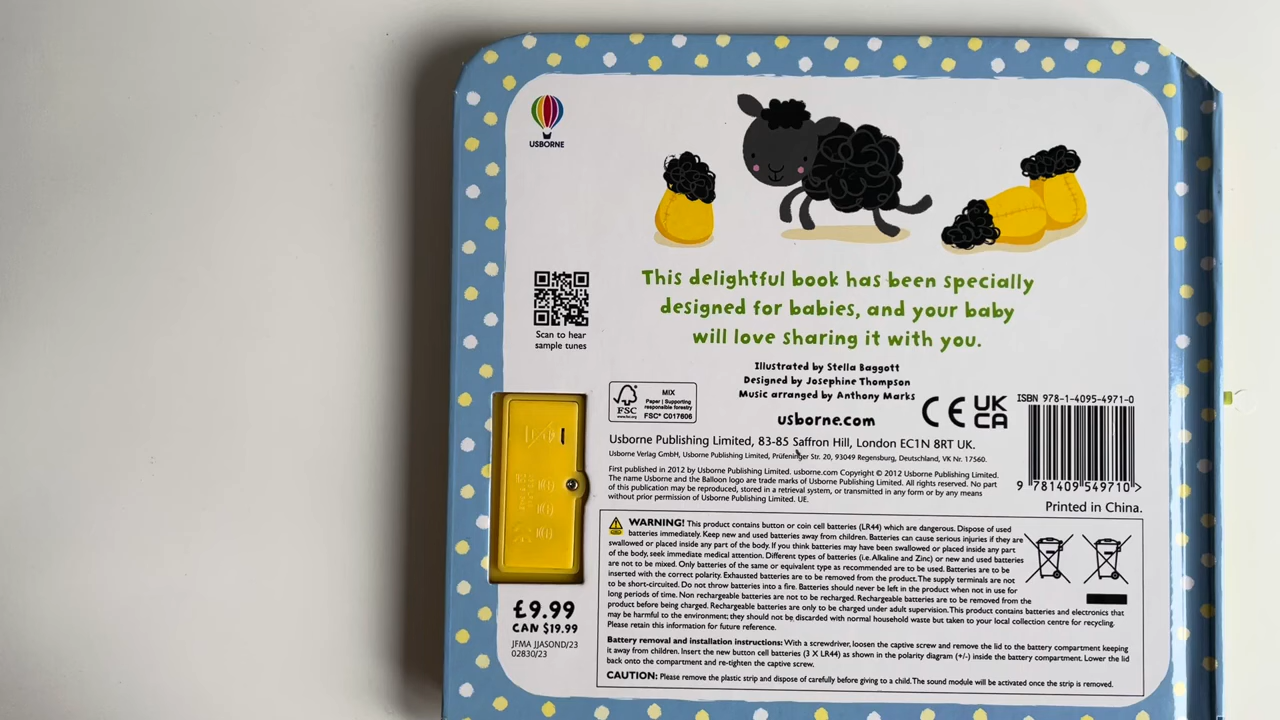 USBORNE
This delightful book has been specially
designed for babies, and your baby
will love sharing it with you.
Scan to hear
sample tunes
Illustrated by Stella Baggott
Designed by Josephine Thompson
Music arranged by Anthony Marks
usborne.com
FSC
www.fsc.org
MIX
Paper | Supporting
responsible forestry
FSC® C017606
CE
UK
CA
ISBN 978-1-4095-4971-0
9 781409 549710 >
Printed in China.
Usborne Publishing Limited, 83-85 Saffron Hill, London EC1N 8RT UK.
Usborne Verlag GmbH, Usborne Publishing Limited, Prüfeninger Str. 20, 93049 Regensburg, Deutschland, VK Nr. 17560.
First published in 2012 by Usborne Publishing Limited. usborne.com Copyright © 2012 Usborne Publishing Limited.
The name Usborne and the Balloon logo are trade marks of Usborne Publishing Limited. All rights reserved. No part
of this publication may be reproduced, stored in a retrieval system, or transmitted in any form or by any means
without prior permission of Usborne Publishing Limited. UE.
WARNING! This product contains button or coin cell batteries (LR44) which are dangerous. Dispose of used
batteries immediately. Keep new and used batteries away from children. Batteries can cause serious injuries if they are
swallowed or placed inside any part of the body. If you think batteries may have been swallowed or placed inside any part
of the body, seek immediate medical attention. Different types of batteries (i.e. Alkaline and Zinc) or new and used batteries
are not to be mixed. Only batteries of the same or equivalent type as recommended are to be used. Batteries are to be
inserted with the correct polarity. Exhausted batteries are to be removed from the product. The supply terminals are not
to be short-circuited. Do not throw batteries into a fire. Batteries should never be left in the product when not in use for
long periods of time. Non rechargeable batteries are not to be recharged. Rechargeable batteries are to be removed from the
product before being charged. Rechargeable batteries are only to be charged under adult supervision. This product contains batteries and electronics that
may be harmful to the environment; they should not be discarded with normal household waste but taken to your local collection centre for recycling.
Please retain this information for future reference.
Battery removal and installation instructions: With a screwdriver, loosen the captive screw and remove the lid to the battery compartment keeping
it away from children. Insert the new button cell batteries (3 X LR44) as shown in the polarity diagram (+/-) inside the battery compartment. Lower the lid
back onto the compartment and re-tighten the captive screw.
CAUTION: Please remove the plastic strip and dispose of carefully before giving to a child. The sound module will be activated once the strip is removed.
£9.99
CAN $19.99
JFMA JJASOND/23
02830/23